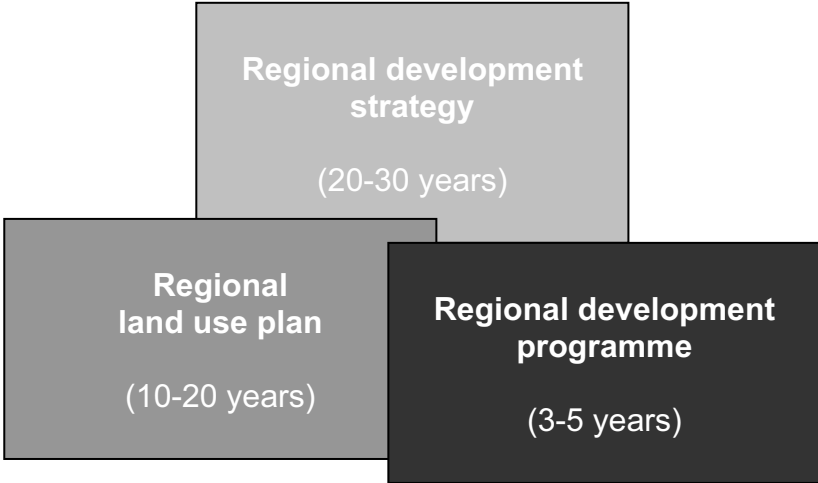 Regional development
strategy
(20-30 years)
Regional
land use plan
(10-20 years)
Regional development
programme
(3-5 years)